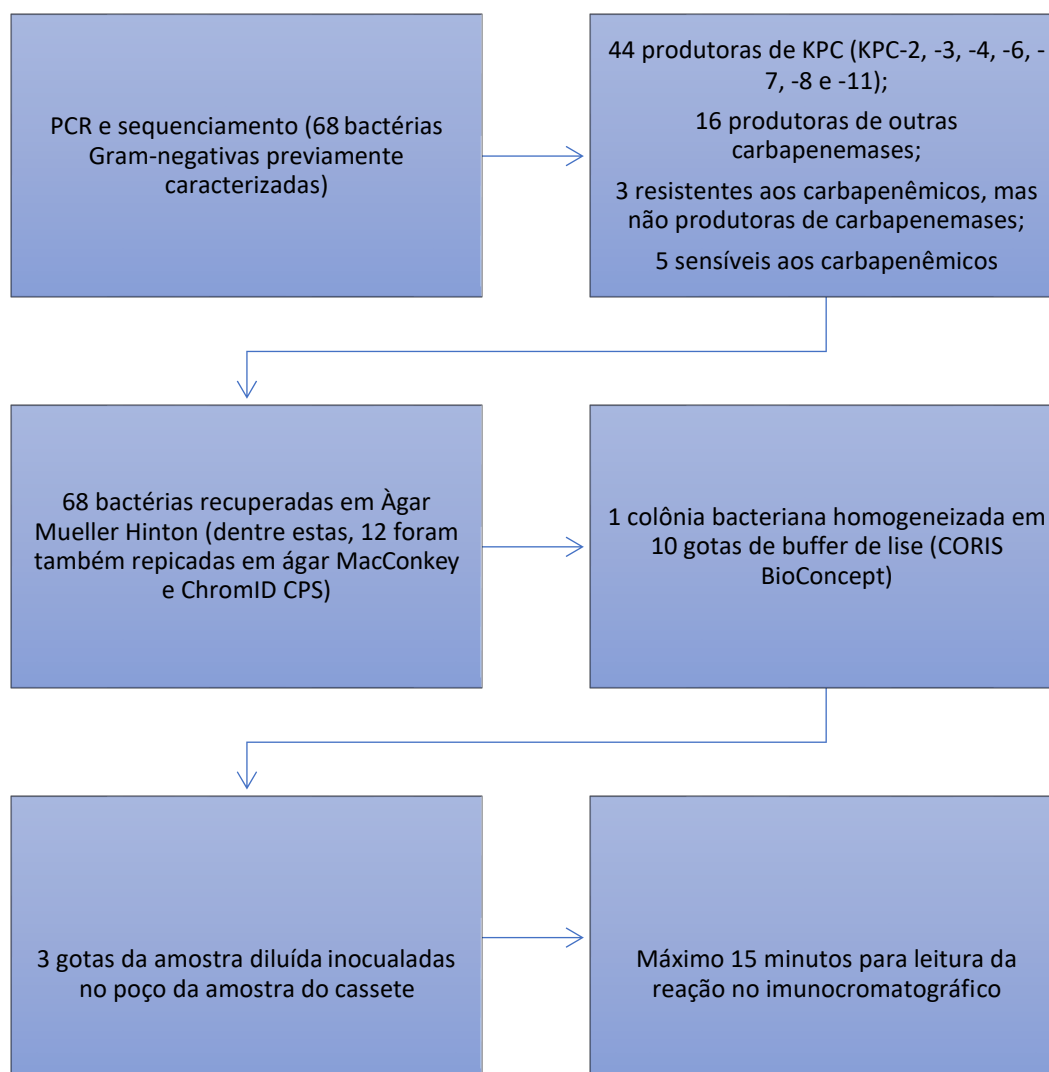 PCR e sequenciamento (68 bactérias
Gram-negativas previamente
caracterizadas)
44 produtoras de KPC (KPC-2, -3, -4, -6, -
7, -8 e -11);
16 produtoras de outras
carbapenemases;
3 resistentes aos carbapenêmicos, mas
não produtoras de carbapenemases;
5 sensíveis aos carbapenêmicos
68 bactérias recuperadas em Àgar
Mueller Hinton (dentre estas, 12 foram
também repicadas em ágar MacConkey
e ChromID CPS)
1 colônia bacteriana homogeneizada em
10 gotas de buffer de lise (CORIS
BioConcept)
3 gotas da amostra diluída inocualadas
no poço da amostra do cassete
Máximo 15 minutos para leitura da
reação no imunocromatográfico